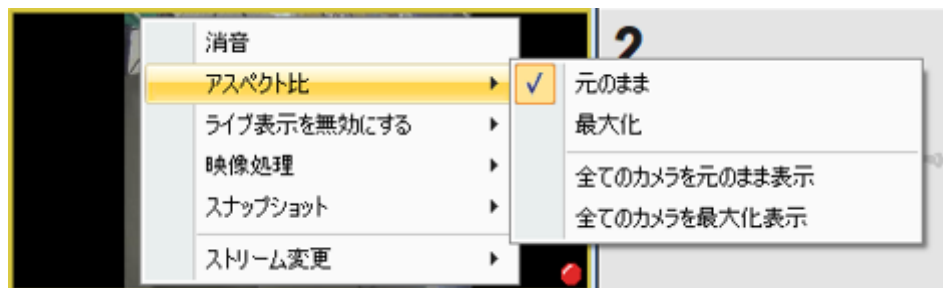 消音
アスペクト比
ライブ表示を無効にする
映像処理
スナップショット
ストリーム変更
2
元のまま
最大化
全てのカメラを元のまま表示
全てのカメラを最大化表示